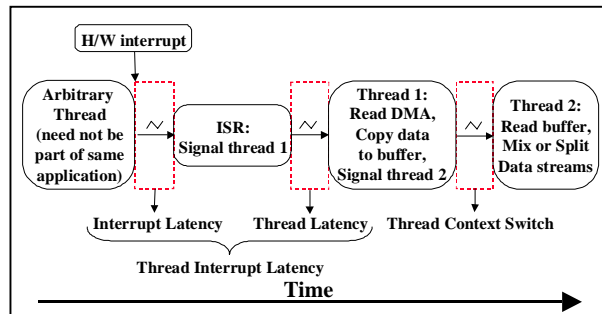 H/W interrupt
Arbitrary
Thread
(need not be
part of same
application)
ISR:
Signal thread 1
Thread 1:
Read DMA,
Copy data
to buffer,
Signal thread 2
Thread 2:
Read buffer,
Mix or Split
Data streams
Interrupt Latency
Thread Latency
Thread Context Switch
Thread Interrupt Latency
Time